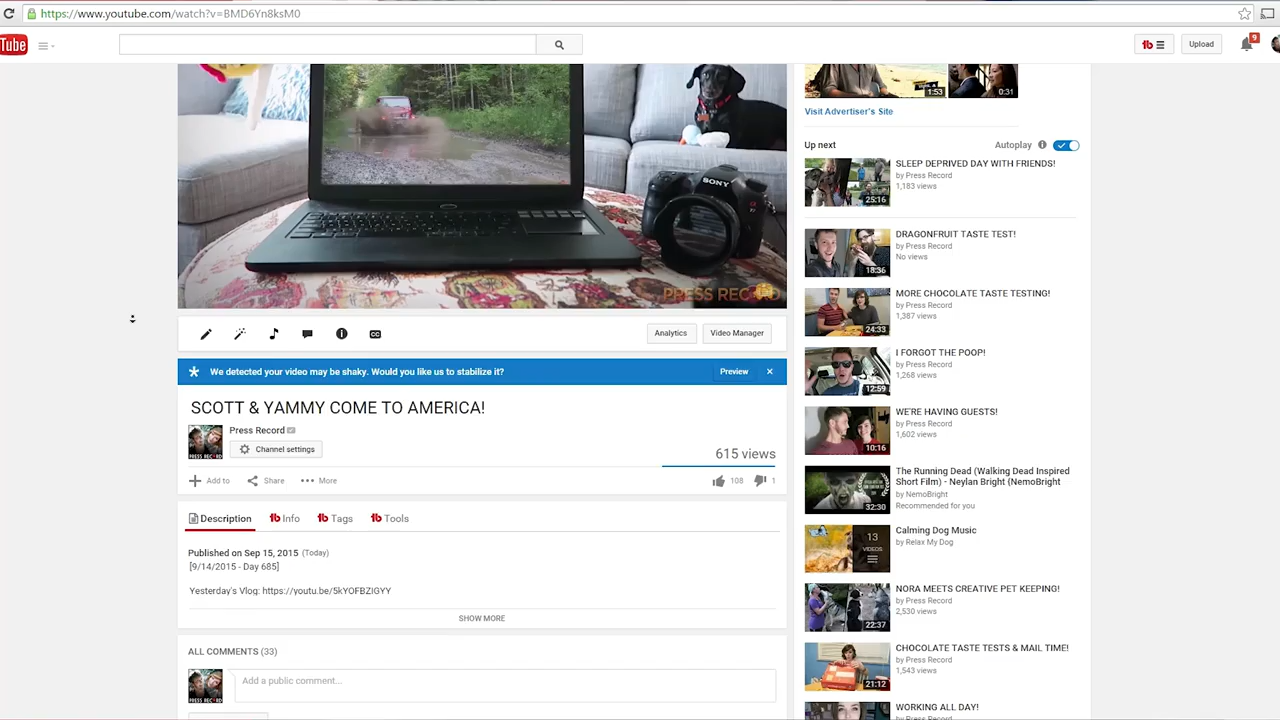 https://www.youtube.com/watch?v=BMD6Yn8ksM0
Tube
Upload
9
SONY
PRESS RECORD
Analytics
Video Manager
We detected your video may be shaky. Would you like us to stabilize it?
Preview
SCOTT & YAMMY COME TO AMERICA!
Press Record
Channel settings
615 views
Add to
Share
More
108
1
Description
Info
Tags
Tools
Published on Sep 15, 2015 (Today)
9/14/2015 - Day 685]
Yesterday's Vlog: https://youtu.be/5kYOFBZIGYY
SHOW MORE
ALL COMMENTS (33)
PRESS RECORD
Add a public comment...
1:53
0:31
Visit Advertiser's Site
Up next
Autoplay
SLEEP DEPRIVED DAY WITH FRIENDS!
by Press Record
1,183 views
25:16
DRAGONFRUIT TASTE TEST!
by Press Record
No views
18:36
MORE CHOCOLATE TASTE TESTING!
by Press Record
1,387 views
24:33
I FORGOT THE POOP!
by Press Record
1,268 views
12:59
WE'RE HAVING GUESTS!
by Press Record
1,602 views
10:16
The Running Dead (Walking Dead Inspired
Short Film) - Neylan Bright (NemoBright
by NemoBright
Recommended for you
32:30
Calming Dog Music
by Relax My Dog
13
VIDEOS
NORA MEETS CREATIVE PET KEEPING!
by Press Record
2,530 views
22:37
CHOCOLATE TASTE TESTS & MAIL TIME!
by Press Record
1,543 views
21:12
WORKING ALL DAY!
by Press Record